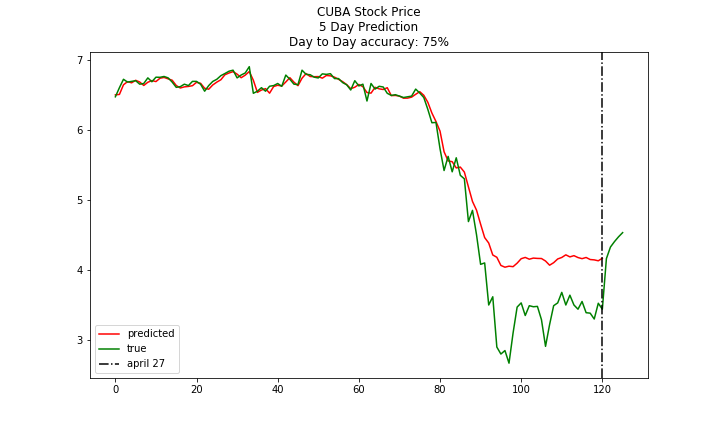 CUBA Stock Price
5 Day Prediction
Day to Day accuracy: 75%
7
6
5
4
3
predicted
true
april 27
0 20 40 60 80 100 120